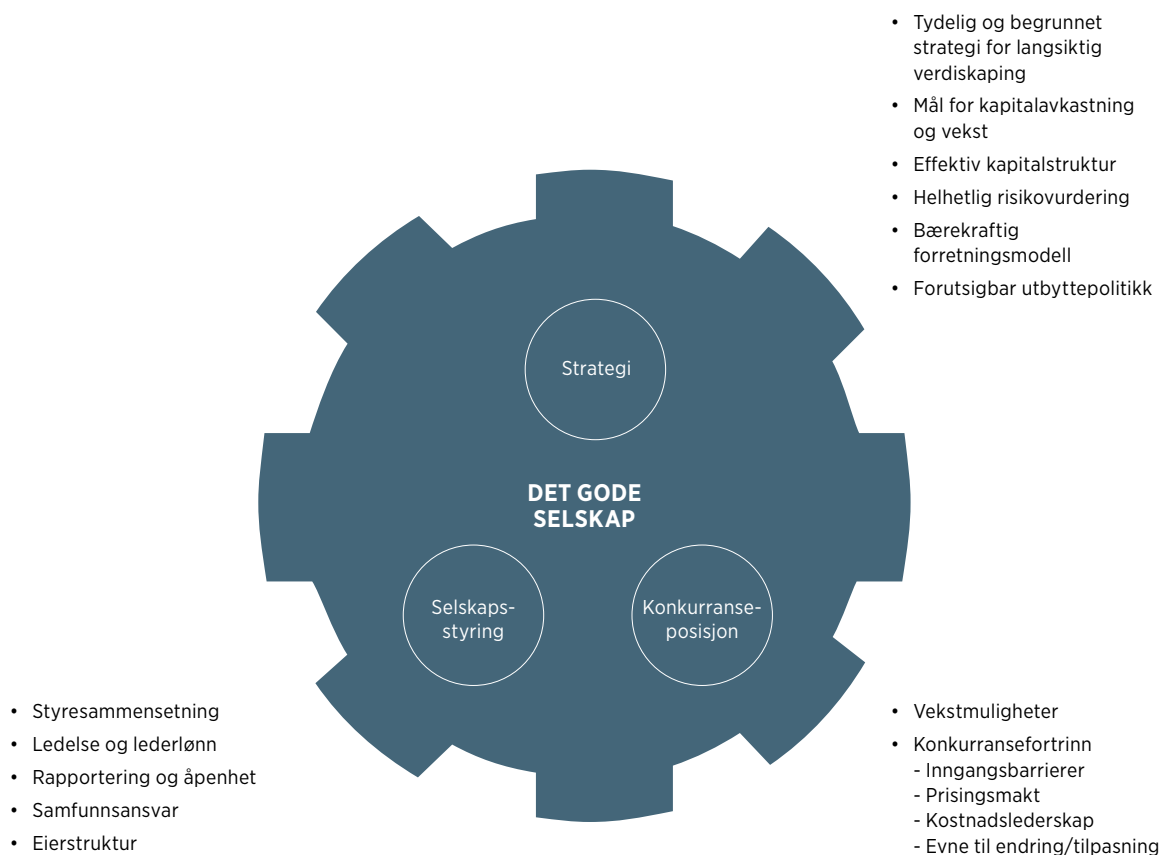 • Tydelig og begrunnet
strategi for langsiktig
verdiskaping
• Mål for kapitalavkastning
og vekst
• Effektiv kapitalstruktur
• Helhetlig risikovurdering
• Bærekraftig
forretningsmodell
• Forutsigbar utbyttepolitikk
Strategi
DET GODE
SELSKAP
Selskaps-
styring
Konkurranse-
posisjon
• Styresammensetning
• Ledelse og lederlønn
• Rapportering og åpenhet
• Samfunnsansvar
• Eierstruktur
• Vekstmuligheter
• Konkurransefortrinn
- Inngangsbarrierer
- Prisingsmakt
- Kostnadslederskap
- Evne til endring/tilpasning